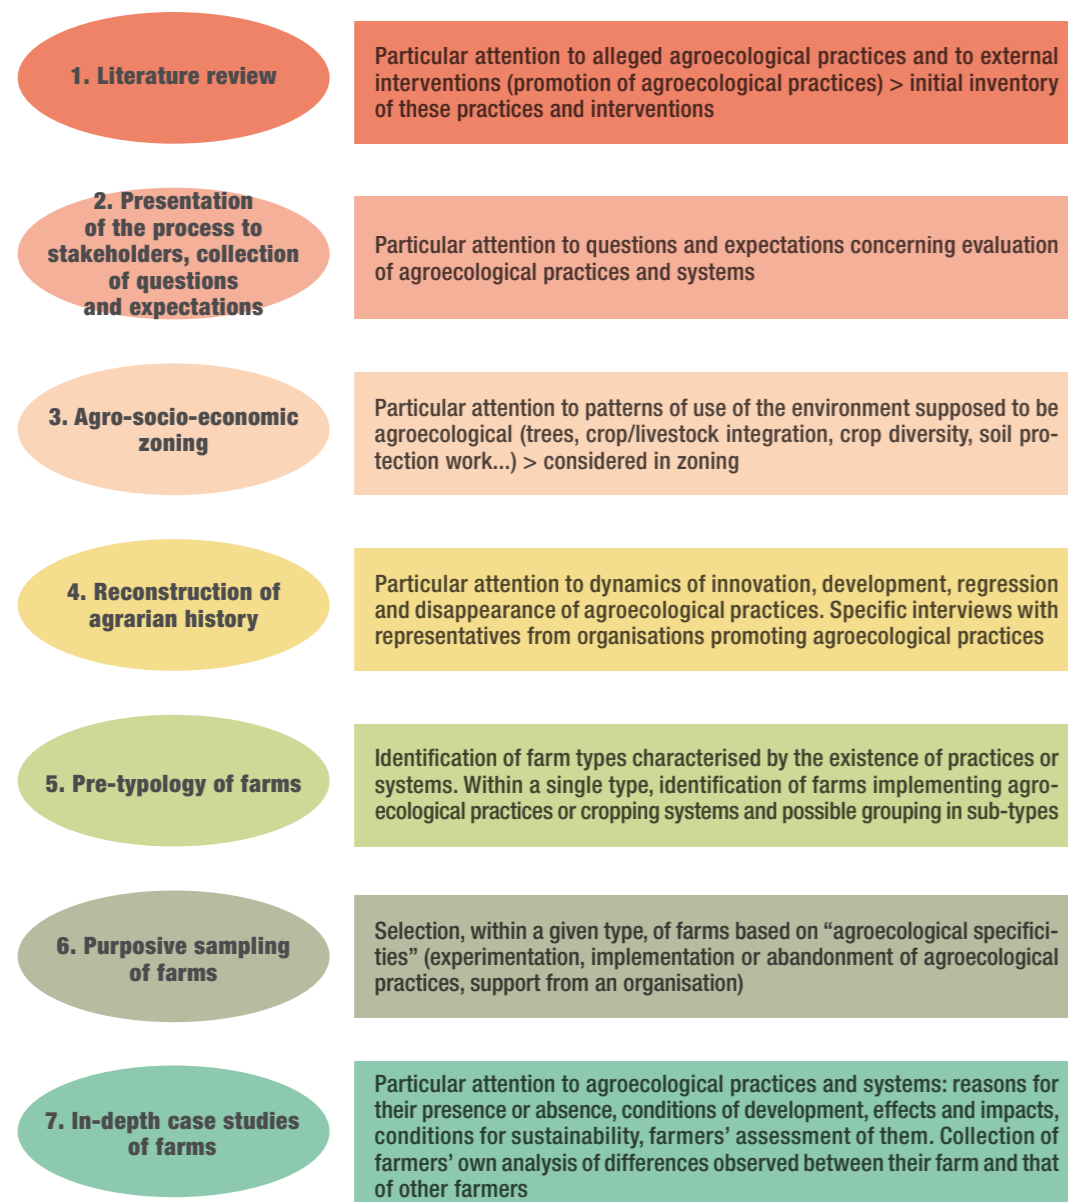 1. Literature review
Particular attention to alleged agroecological practices and to external
interventions (promotion of agroecological practices) > initial inventory
of these practices and interventions
2. Presentation
of the process to
stakeholders, collection
of questions
and expectations
Particular attention to questions and expectations concerning evaluation
of agroecological practices and systems
3. Agro-socio-economic
zoning
Particular attention to patterns of use of the environment supposed to be
agroecological (trees, crop/livestock integration, crop diversity, soil pro-
tection work...) > considered in zoning
4. Reconstruction of
agrarian history
Particular attention to dynamics of innovation, development, regression
and disappearance of agroecological practices. Specific interviews with
representatives from organisations promoting agroecological practices
5. Pre-typology of farms
Identification of farm types characterised by the existence of practices or
systems. Within a single type, identification of farms implementing agro-
ecological practices or cropping systems and possible grouping in sub-types
6. Purposive sampling
of farms
Selection, within a given type, of farms based on “agroecological specifici-
ties” (experimentation, implementation or abandonment of agroecological
practices, support from an organisation)
7. In-depth case studies
of farms
Particular attention to agroecological practices and systems: reasons for
their presence or absence, conditions of development, effects and impacts,
conditions for sustainability, farmers’ assessment of them. Collection of
farmers’ own analysis of differences observed between their farm and that
of other farmers